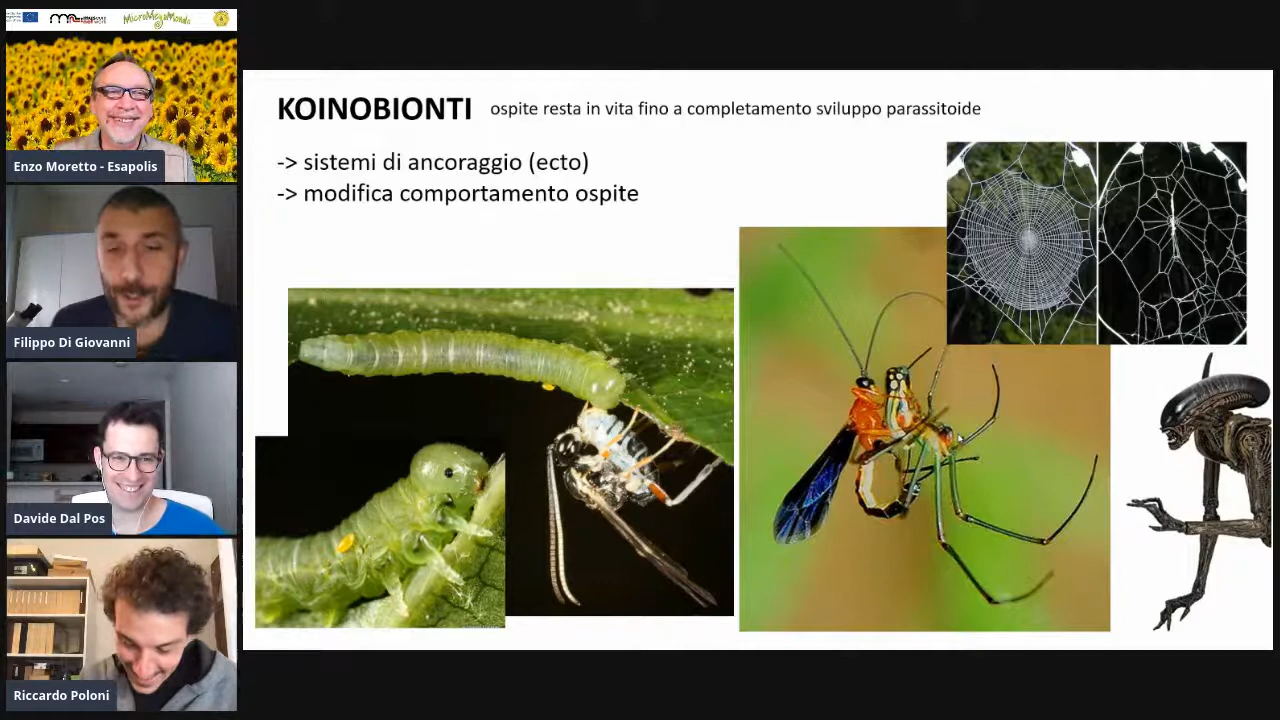 MicroMegaMondo
Enzo Moretto - Esapolis
Filippo Di Giovanni
Davide Dal Pos
Riccardo Poloni
KOINOBIONTI ospite resta in vita fino a completamento sviluppo parassitoide
-> sistemi di ancoraggio (ecto)
-> modifica comportamento ospite